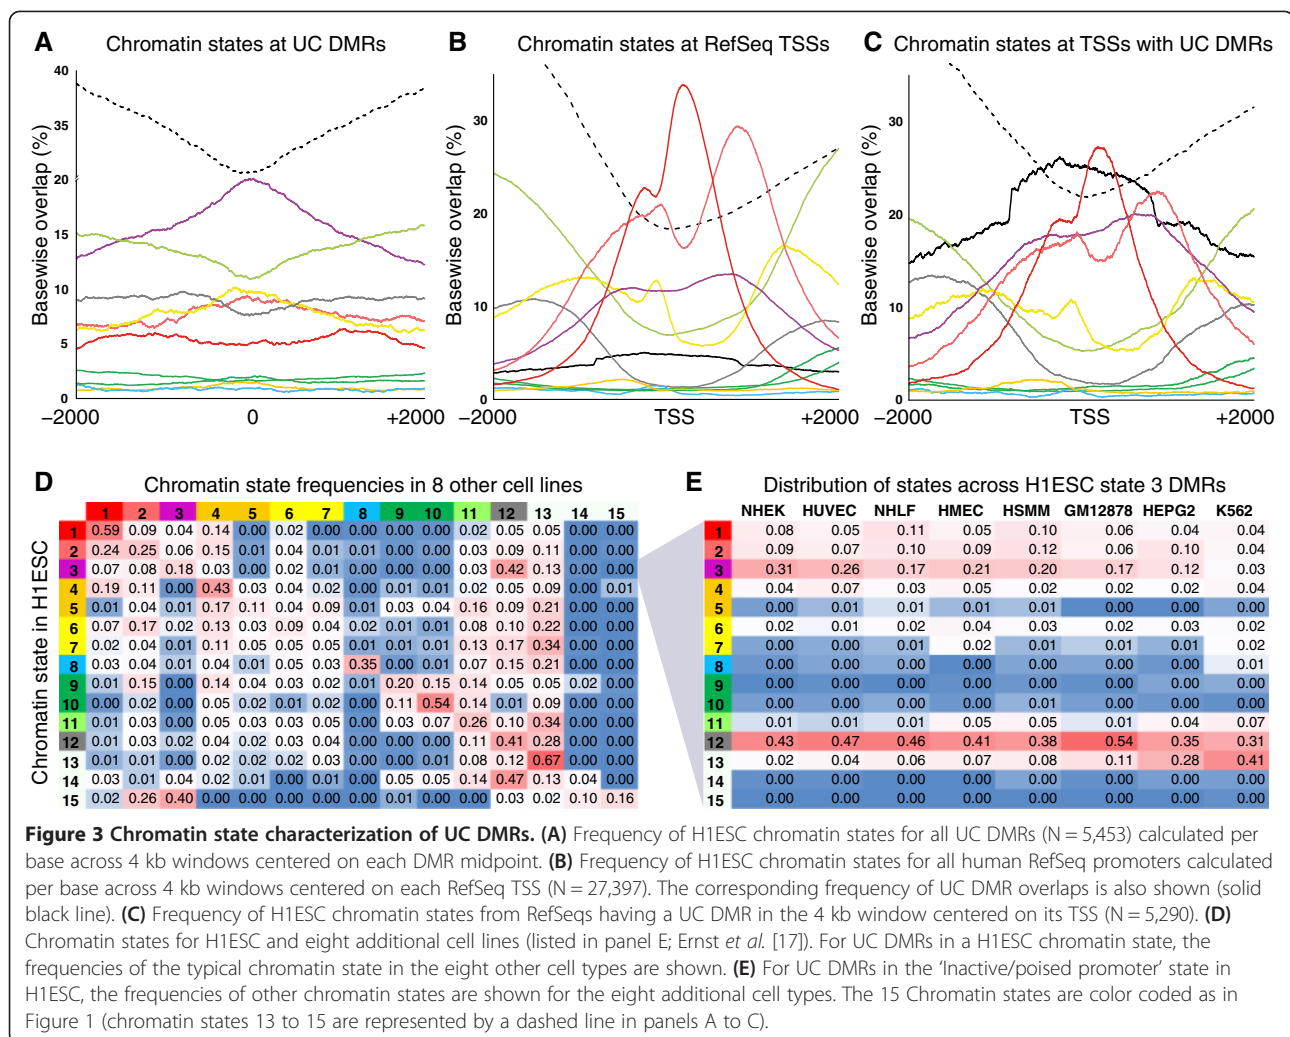 A Chromatin states at UC DMRs
Basewise overlap (%)
40
35
20
15
10
5
0
−2000 0 +2000
B Chromatin states at RefSeq TSSs
Basewise overlap (%)
30
20
10
0
−2000 TSS +2000
C Chromatin states at TSSs with UC DMRs
Basewise overlap (%)
30
20
10
0
−2000 TSS +2000
D Chromatin state frequencies in 8 other cell lines
Chromatin state in H1ESC
1 2 3 4 5 6 7 8 9 10 11 12 13 14 15
1 0.59 0.09 0.04 0.14 0.00 0.02 0.00 0.00 0.00 0.00 0.02 0.05 0.05 0.00 0.00
2 0.24 0.25 0.06 0.15 0.01 0.04 0.01 0.01 0.00 0.00 0.03 0.09 0.11 0.00 0.00
3 0.07 0.08 0.18 0.03 0.00 0.02 0.01 0.00 0.00 0.00 0.03 0.42 0.13 0.00 0.00
4 0.19 0.11 0.00 0.43 0.03 0.04 0.04 0.00 0.01 0.01 0.02 0.05 0.09 0.00 0.01
5 0.01 0.04 0.01 0.17 0.11 0.04 0.09 0.01 0.03 0.04 0.16 0.09 0.21 0.00 0.00
6 0.07 0.17 0.02 0.13 0.03 0.09 0.04 0.02 0.01 0.01 0.08 0.10 0.22 0.00 0.00
7 0.02 0.04 0.01 0.11 0.05 0.05 0.05 0.01 0.01 0.01 0.13 0.17 0.34 0.00 0.00
8 0.03 0.04 0.01 0.04 0.01 0.05 0.03 0.35 0.00 0.01 0.07 0.15 0.21 0.00 0.00
9 0.01 0.15 0.00 0.14 0.04 0.03 0.02 0.01 0.20 0.15 0.14 0.05 0.05 0.02 0.00
10 0.00 0.02 0.00 0.05 0.02 0.01 0.02 0.00 0.11 0.54 0.14 0.01 0.09 0.00 0.00
11 0.01 0.03 0.00 0.05 0.03 0.03 0.05 0.00 0.03 0.07 0.26 0.10 0.34 0.00 0.00
12 0.01 0.03 0.02 0.04 0.02 0.03 0.04 0.00 0.00 0.00 0.11 0.41 0.28 0.00 0.00
13 0.01 0.01 0.00 0.02 0.02 0.02 0.03 0.00 0.00 0.01 0.08 0.12 0.67 0.00 0.00
14 0.03 0.01 0.04 0.02 0.01 0.00 0.01 0.00 0.05 0.05 0.14 0.47 0.13 0.04 0.00
15 0.02 0.26 0.40 0.00 0.00 0.00 0.00 0.00 0.01 0.00 0.00 0.03 0.02 0.10 0.16
E Distribution of states across H1ESC state 3 DMRs
NHEK HUVEC NHLF HMEC HSMM GM12878 HEPG2 K562
1 0.08 0.05 0.11 0.05 0.10 0.06 0.04 0.04
2 0.09 0.07 0.10 0.09 0.12 0.06 0.10 0.04
3 0.31 0.26 0.17 0.21 0.20 0.17 0.12 0.03
4 0.04 0.07 0.03 0.05 0.02 0.02 0.02 0.04
5 0.00 0.01 0.01 0.01 0.01 0.00 0.00 0.00
6 0.02 0.01 0.02 0.04 0.03 0.02 0.03 0.02
7 0.00 0.00 0.01 0.02 0.01 0.01 0.01 0.02
8 0.00 0.00 0.00 0.00 0.00 0.00 0.00 0.01
9 0.00 0.00 0.00 0.00 0.00 0.00 0.00 0.00
10 0.00 0.00 0.00 0.00 0.01 0.00 0.00 0.00
11 0.01 0.01 0.01 0.05 0.05 0.01 0.04 0.07
12 0.43 0.47 0.46 0.41 0.38 0.54 0.35 0.31
13 0.02 0.04 0.06 0.07 0.08 0.11 0.28 0.41
14 0.00 0.00 0.00 0.00 0.00 0.00 0.00 0.00
15 0.00 0.00 0.00 0.00 0.00 0.00 0.00 0.00
Figure 3 Chromatin state characterization of UC DMRs. (A) Frequency of H1ESC chromatin states for all UC DMRs (N = 5,453) calculated per
base across 4 kb windows centered on each DMR midpoint. (B) Frequency of H1ESC chromatin states for all human RefSeq promoters calculated
per base across 4 kb windows centered on each RefSeq TSS (N = 27,397). The corresponding frequency of UC DMR overlaps is also shown (solid
black line). (C) Frequency of H1ESC chromatin states from RefSeqs having a UC DMR in the 4 kb window centered on its TSS (N = 5,290). (D)
Chromatin states for H1ESC and eight additional cell lines (listed in panel E; Ernst et al. [17]). For UC DMRs in a H1ESC chromatin state, the
frequencies of the typical chromatin state in the eight other cell types are shown. (E) For UC DMRs in the ‘Inactive/poised promoter’ state in
H1ESC, the frequencies of other chromatin states are shown for the eight additional cell types. The 15 Chromatin states are color coded as in
Figure 1 (chromatin states 13 to 15 are represented by a dashed line in panels A to C).